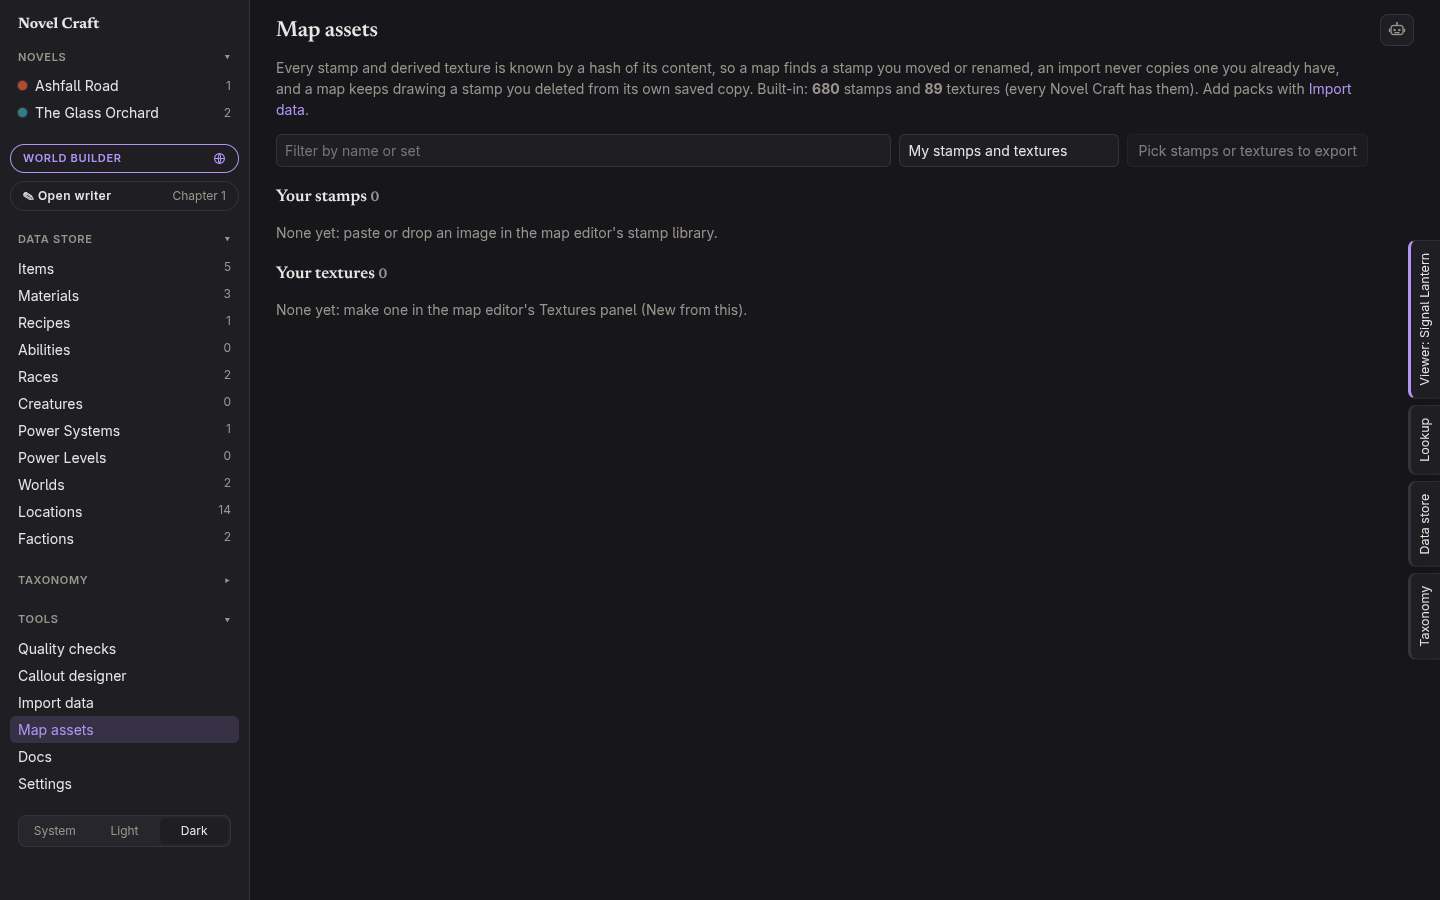 Novel Craft
NOVELS
Ashfall Road 1
The Glass Orchard 2
WORLD BUILDER
✎ Open writer Chapter 1
DATA STORE
Items 5
Materials 3
Recipes 1
Abilities 0
Races 2
Creatures 0
Power Systems 1
Power Levels 0
Worlds 2
Locations 14
Factions 2
TAXONOMY
TOOLS
Quality checks
Callout designer
Import data
Map assets
Docs
Settings
System Light Dark
Map assets
Every stamp and derived texture is known by a hash of its content, so a map finds a stamp you moved or renamed, an import never copies one you already have,
and a map keeps drawing a stamp you deleted from its own saved copy. Built-in: 680 stamps and 89 textures (every Novel Craft has them). Add packs with Import
data.
Filter by name or set
My stamps and textures
Pick stamps or textures to export
Your stamps 0
None yet: paste or drop an image in the map editor's stamp library.
Your textures 0
None yet: make one in the map editor's Textures panel (New from this).
Viewer: Signal Lantern
Lookup
Data store
Taxonomy